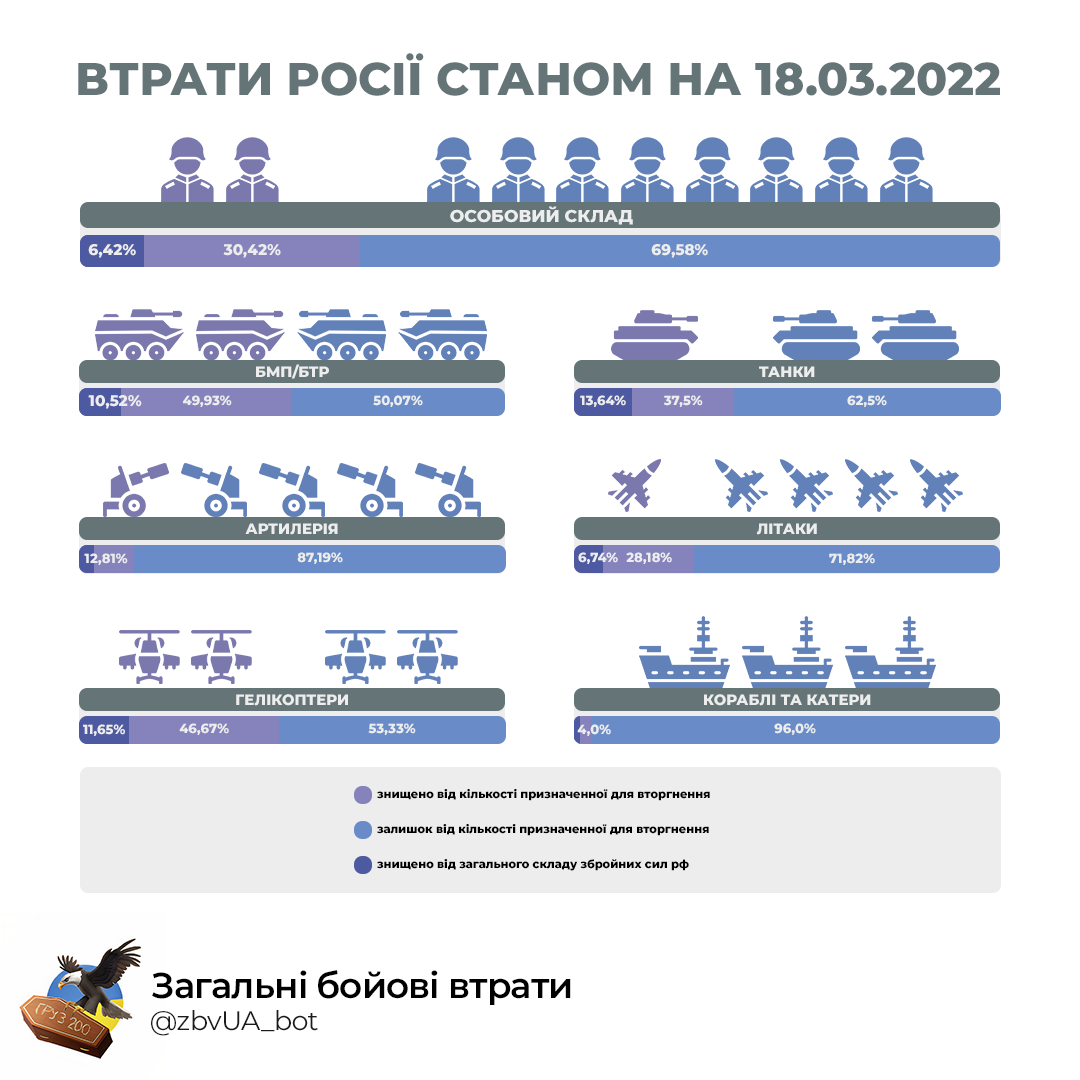 ВТРАТИ РОСІЇ СТАНОМ НА 18.03.2022
ОСОБОВИЙ СКЛАД
6,42% 30,42% 69,58%
БМП/БТР
10,52% 49,93% 50,07%
ТАНКИ
13,64% 37,5% 62,5%
АРТИЛЕРІЯ
12,81% 87,19%
ЛІТАКИ
6,74% 28,18% 71,82%
ГЕЛІКОПТЕРИ
11,65% 46,67% 53,33%
КОРАБЛІ ТА КАТЕРИ
4,0% 96,0%
знищено від кількості призначенної для вторгнення
залишок від кількості призначенної для вторгнення
знищено від загального складу збройних сил рф
ГРУЗ 200
Загальні бойові втрати
@zbvUA_bot